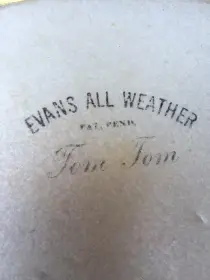 EVANS ALL WEATHER
PAT. PEND.
Tom Tom